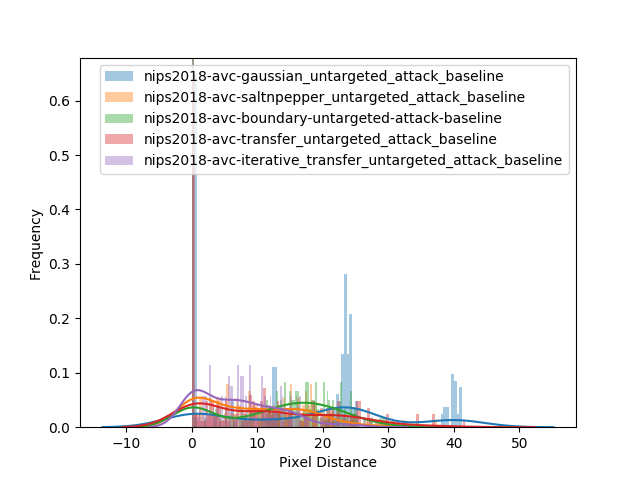 nips2018-avc-gaussian_untargeted_attack_baseline
nips2018-avc-saltnpepper_untargeted_attack_baseline
nips2018-avc-boundary-untargeted-attack-baseline
nips2018-avc-transfer_untargeted_attack_baseline
nips2018-avc-iterative_transfer_untargeted_attack_baseline
0.6
0.5
0.4
0.3
0.2
0.1
0.0
Frequency
−10 0 10 20 30 40 50
Pixel Distance